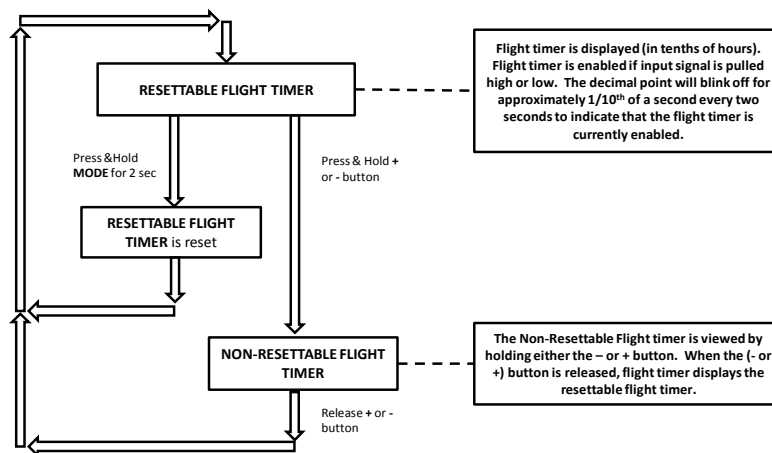 RESETTABLE FLIGHT TIMER
Flight timer is displayed (in tenths of hours).
Flight timer is enabled if input signal is pulled
high or low. The decimal point will blink off for
approximately 1/10th of a second every two
seconds to indicate that the flight timer is
currently enabled.
Press &Hold
MODE for 2 sec
Press & Hold +
or - button
RESETTABLE FLIGHT
TIMER is reset
NON-RESETTABLE FLIGHT
TIMER
The Non-Resettable Flight timer is viewed by
holding either the – or + button. When the (- or
+) button is released, flight timer displays the
resettable flight timer.
Release + or -
button